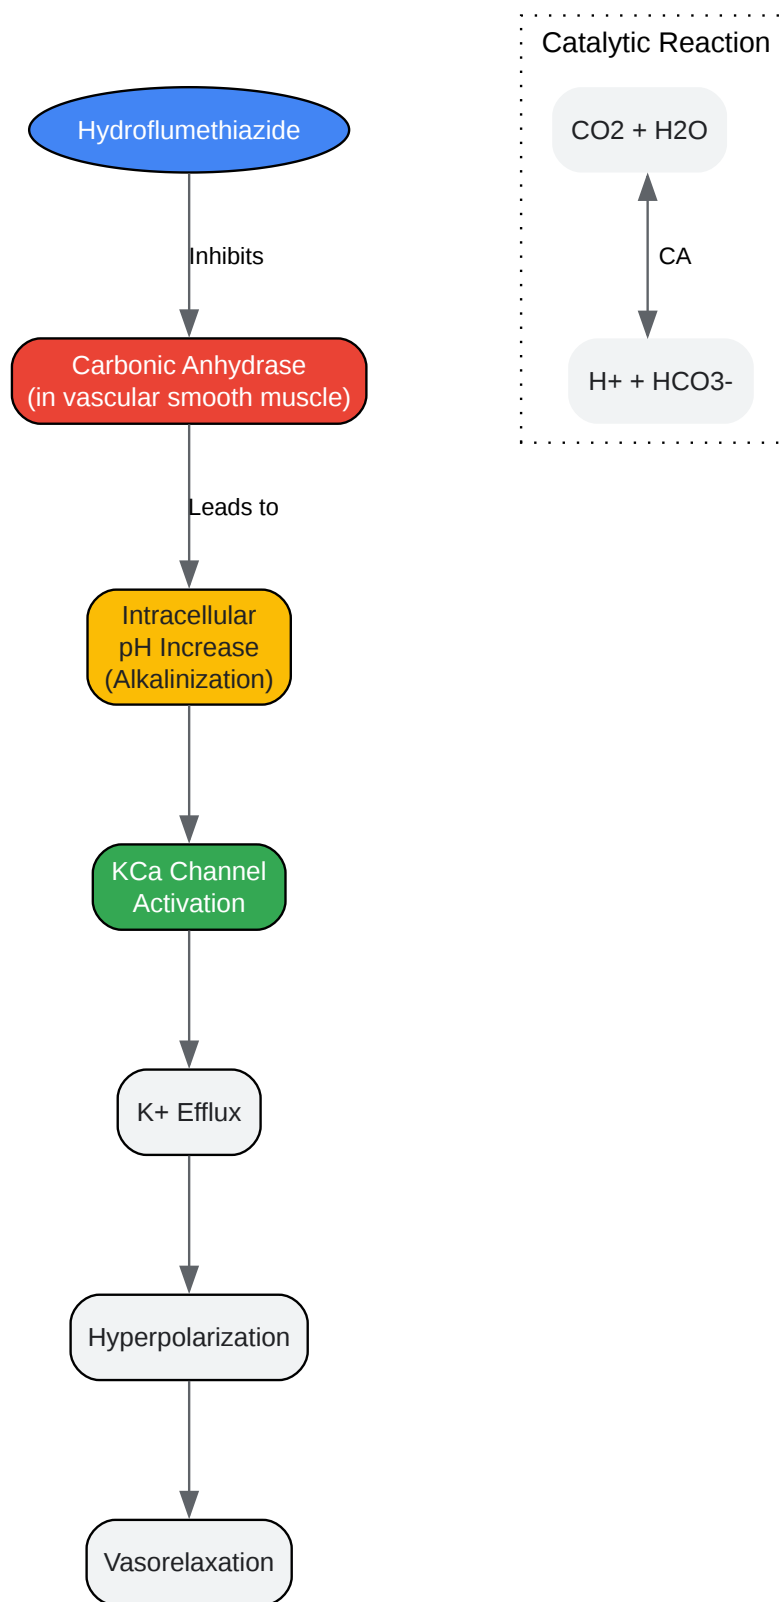 Hydroflumethiazide
Inhibits
Carbonic Anhydrase
(in vascular smooth muscle)
Leads to
Intracellular
pH Increase
(Alkalinization)
KCa Channel
Activation
K+ Efflux
Hyperpolarization
Vasorelaxation
Catalytic Reaction
CO2 + H2O
CA
H+ + HCO3-